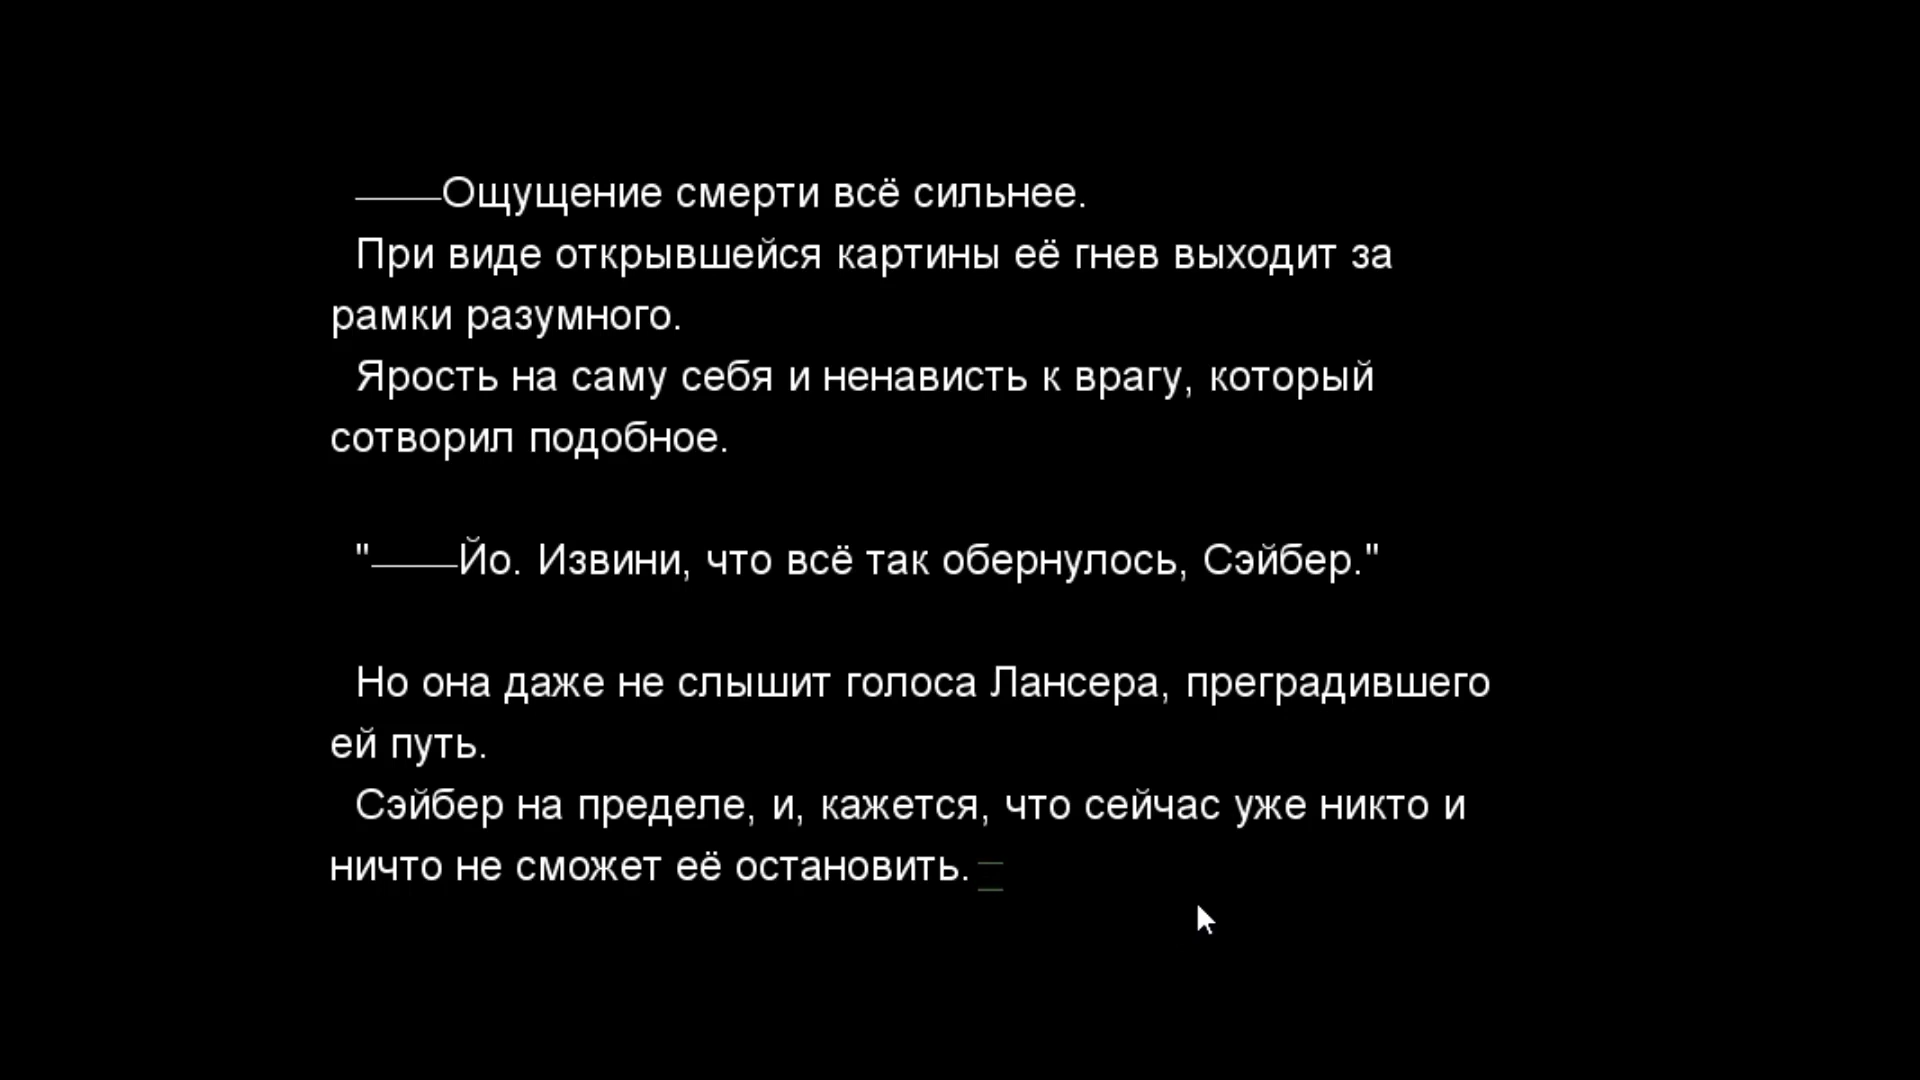 ——Ощущение смерти всё сильнее.
При виде открывшейся картины её гнев выходит за
рамки разумного.
Ярость на саму себя и ненависть к врагу, который
сотворил подобное.
"——Йо. Извини, что всё так обернулось, Сэйбер."
Но она даже не слышит голоса Лансера, преградившего
ей путь.
Сэйбер на пределе, и, кажется, что сейчас уже никто и
ничто не сможет её остановить.